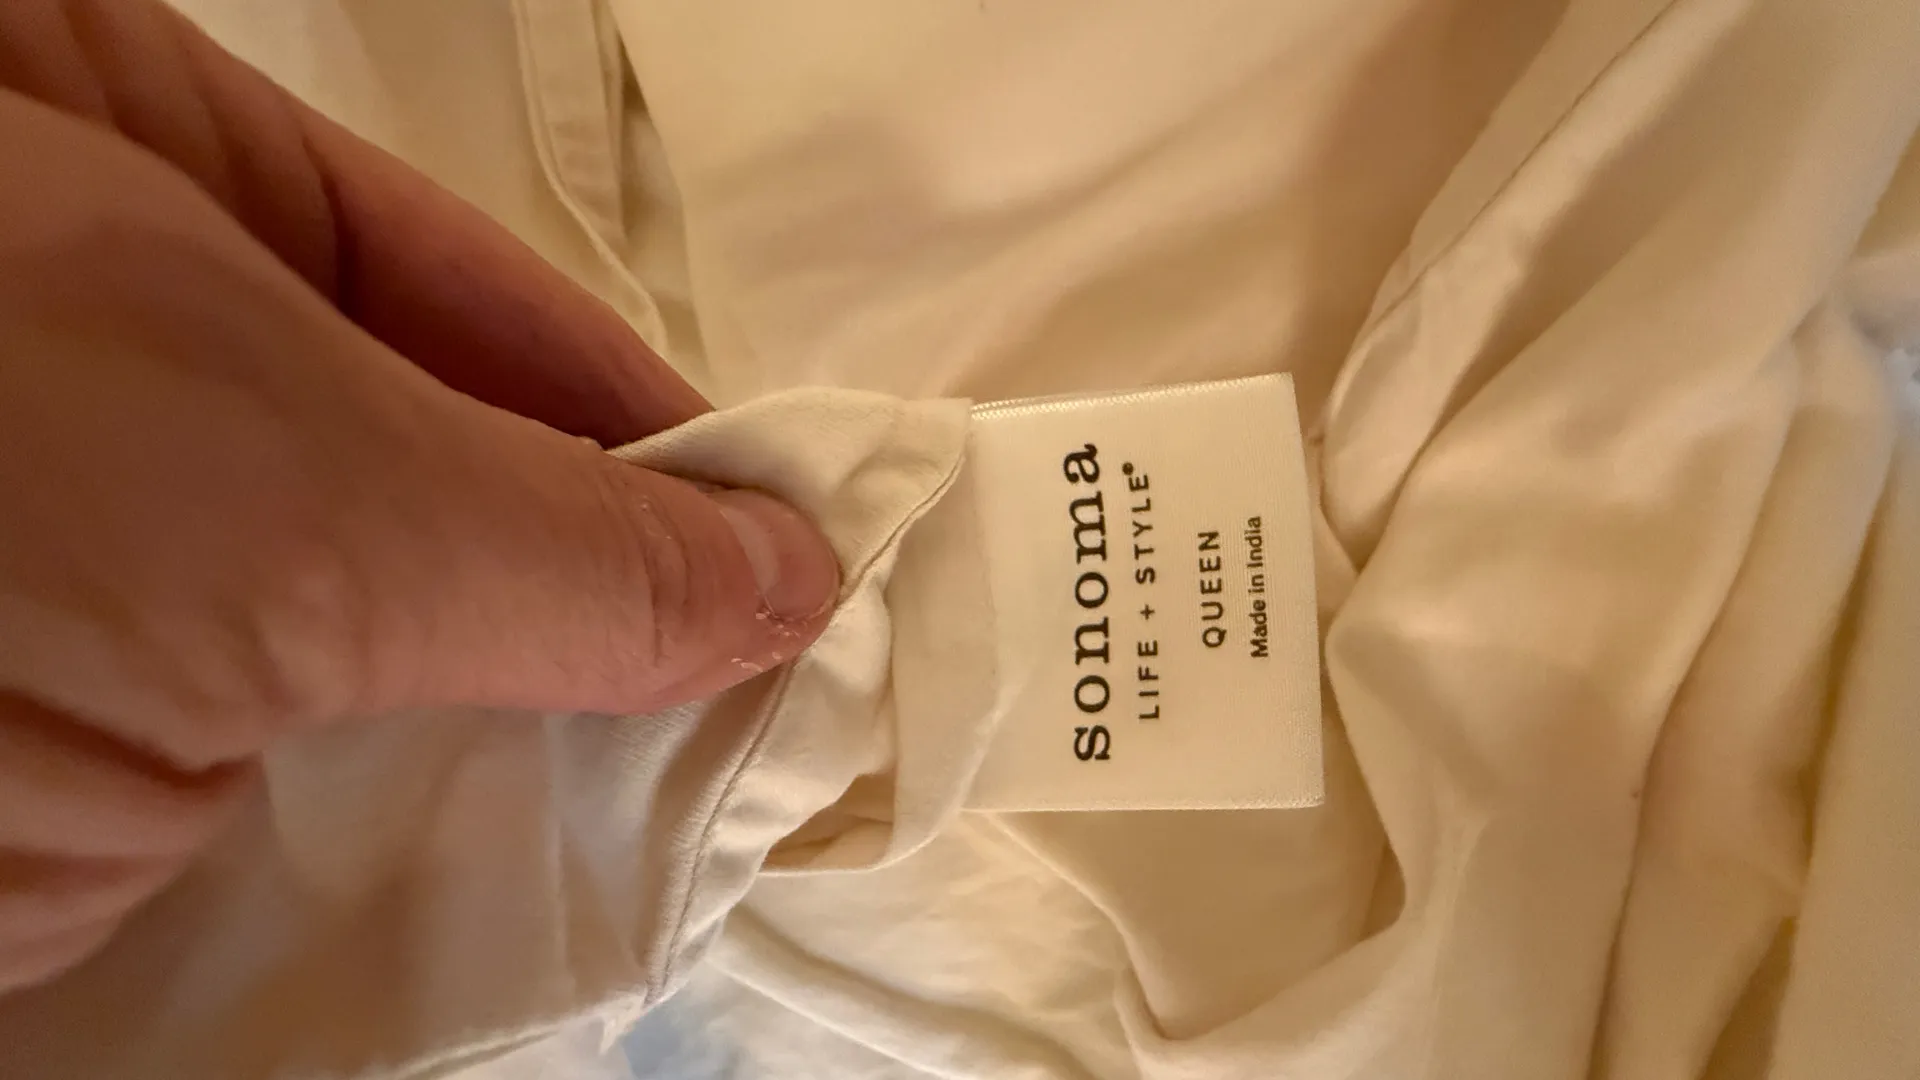 sonoma
LIFE + STYLE®
QUEEN
Made in India